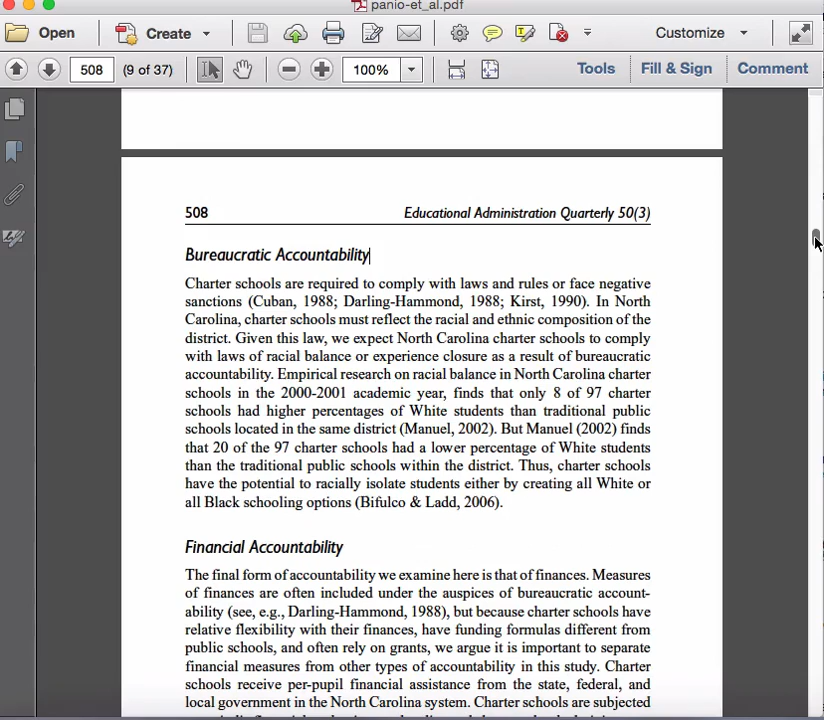 panio-et_al.pdf
Open Create Customize
508 (9 of 37) 100% Tools Fill & Sign Comment
508 Educational Administration Quarterly 50(3)
Bureaucratic Accountability
Charter schools are required to comply with laws and rules or face negative
sanctions (Cuban, 1988; Darling-Hammond, 1988; Kirst, 1990). In North
Carolina, charter schools must reflect the racial and ethnic composition of the
district. Given this law, we expect North Carolina charter schools to comply
with laws of racial balance or experience closure as a result of bureaucratic
accountability. Empirical research on racial balance in North Carolina charter
schools in the 2000-2001 academic year, finds that only 8 of 97 charter
schools had higher percentages of White students than traditional public
schools located in the same district (Manuel, 2002). But Manuel (2002) finds
that 20 of the 97 charter schools had a lower percentage of White students
than the traditional public schools within the district. Thus, charter schools
have the potential to racially isolate students either by creating all White or
all Black schooling options (Bifulco & Ladd, 2006).
Financial Accountability
The final form of accountability we examine here is that of finances. Measures
of finances are often included under the auspices of bureaucratic account-
ability (see, e.g., Darling-Hammond, 1988), but because charter schools have
relative flexibility with their finances, have funding formulas different from
public schools, and often rely on grants, we argue it is important to separate
financial measures from other types of accountability in this study. Charter
schools receive per-pupil financial assistance from the state, federal, and
local government in the North Carolina system. Charter schools are subjected